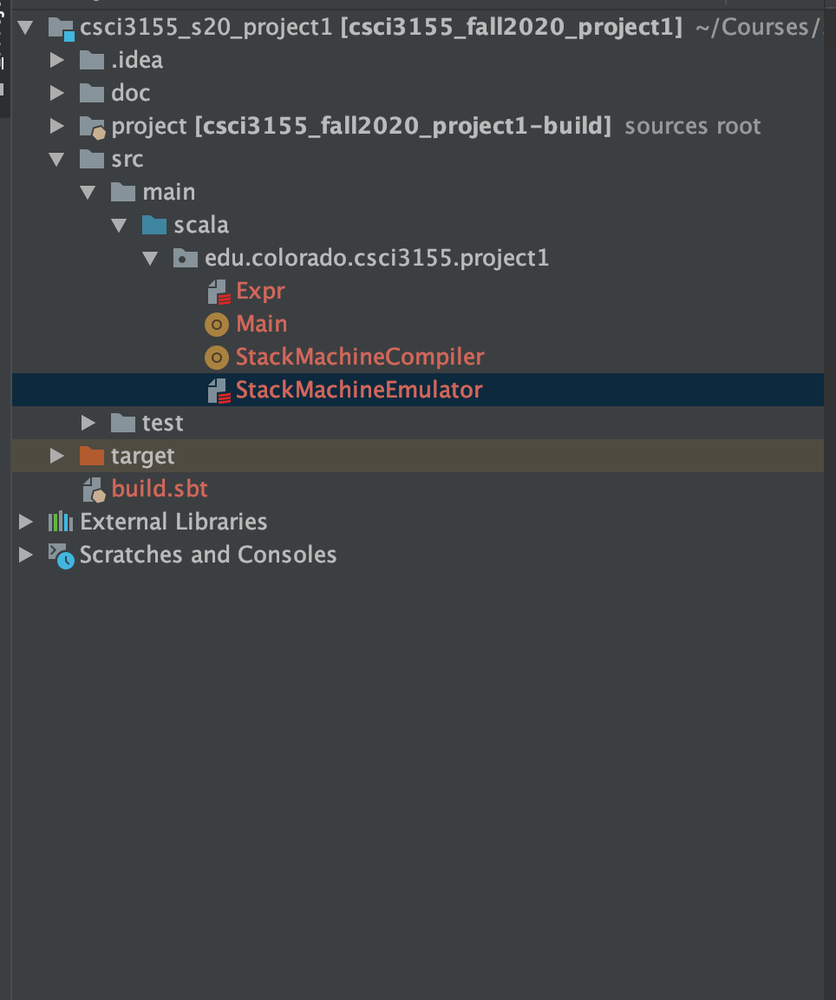 csci3155_s20_project1 [csci3155_fall2020_project1] ~/Courses/
.idea
doc
project [csci3155_fall2020_project1-build] sources root
src
main
scala
edu.colorado.csci3155.project1
Expr
Main
StackMachineCompiler
StackMachineEmulator
test
target
build.sbt
External Libraries
Scratches and Consoles